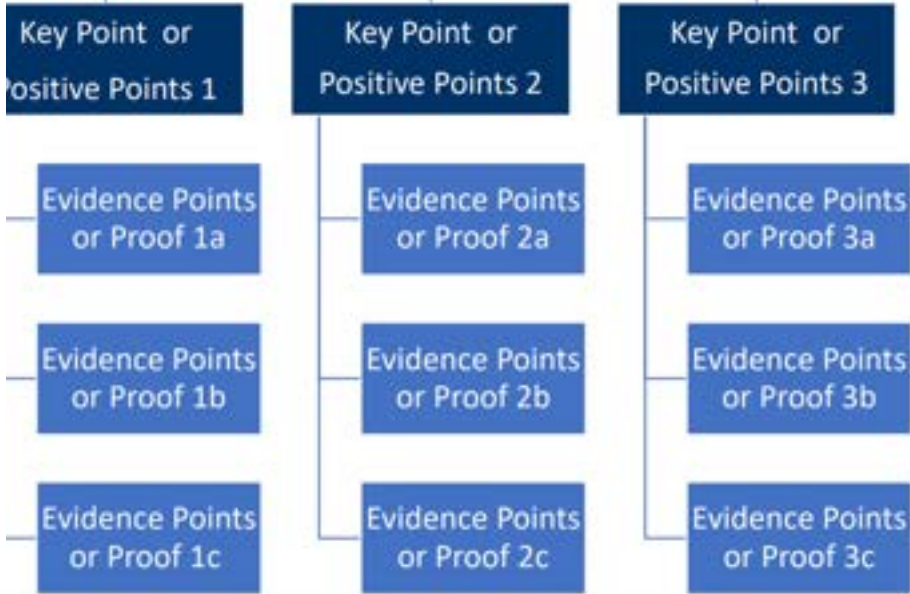 Key Point or
Positive Points 1
Key Point or
Positive Points 2
Key Point or
Positive Points 3
Evidence Points
or Proof 1a
Evidence Points
or Proof 2a
Evidence Points
or Proof 3a
Evidence Points
or Proof 1b
Evidence Points
or Proof 2b
Evidence Points
or Proof 3b
Evidence Points
or Proof 1c
Evidence Points
or Proof 2c
Evidence Points
or Proof 3c